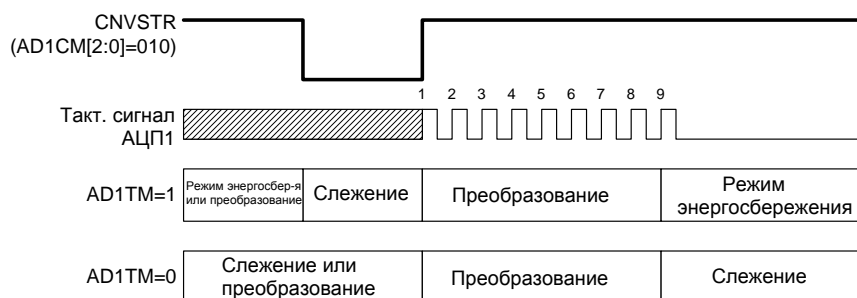 CNVSTR
(AD1CM[2:0]=010)
1 2 3 4 5 6 7 8 9
Такт. сигнал
АЦП1
AD1TM=1
Режим энергосбер-я
или преобразование
Слежение
Преобразование
Режим
энергосбережения
AD1TM=0
Слежение или
преобразование
Преобразование
Слежение